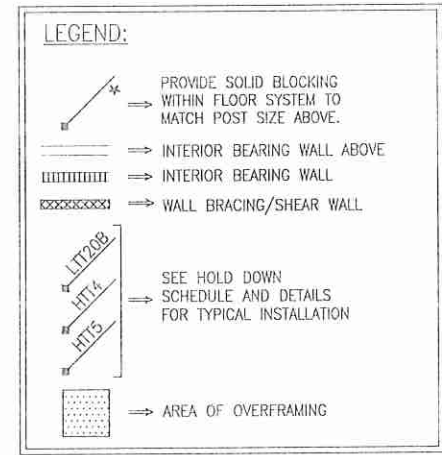 LEGEND:
PROVIDE SOLID BLOCKING
WITHIN FLOOR SYSTEM TO
MATCH POST SIZE ABOVE.
INTERIOR BEARING WALL ABOVE
INTERIOR BEARING WALL
WALL BRACING/SHEAR WALL
LTT20B
HTT4
HTT5
SEE HOLD DOWN
SCHEDULE AND DETAILS
FOR TYPICAL INSTALLATION
AREA OF OVERFRAMING